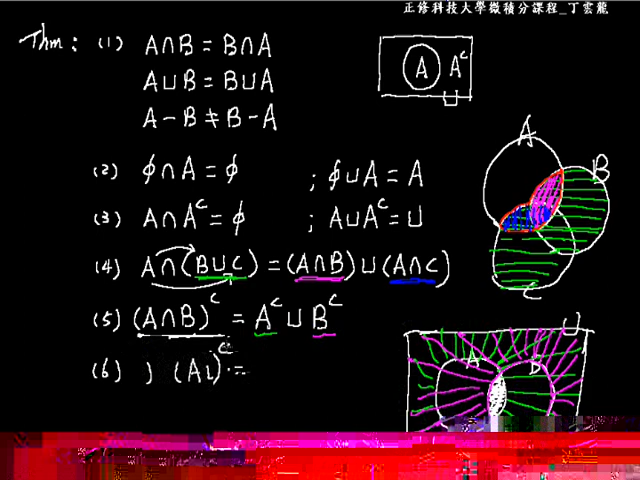 正修科技大學微積分課程_丁雲龍
Thm: (1) A∩B = B∩A
A∪B = B∪A
A − B ≠ B − A
A A^c
U
(2) φ∩A = φ ; φ∪A = A
(3) A∩A^c = φ ; A∪A^c = U
(4) A∩(B∪C) = (A∩B)∪(A∩C)
A
B
C
(5) (A∩B)^c = A^c ∪ B^c
U
A B
(6)